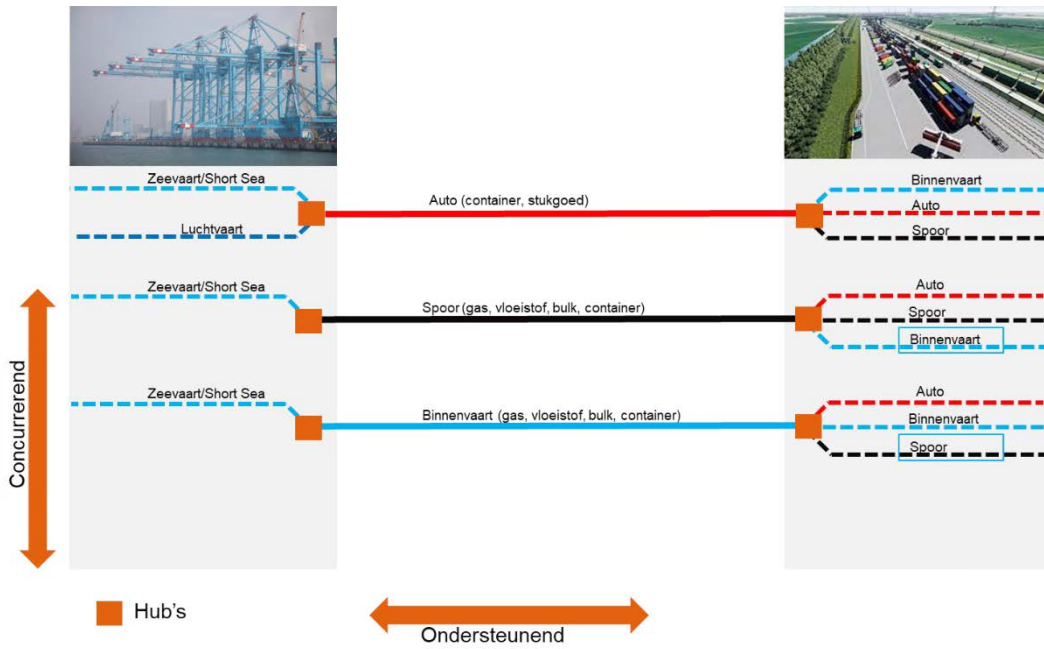 Zeevaart/Short Sea
Luchtvaart
Auto (container, stukgoed)
Binnenvaart
Auto
Spoor
Zeevaart/Short Sea
Spoor (gas, vloeistof, bulk, container)
Auto
Spoor
Binnenvaart
Zeevaart/Short Sea
Binnenvaart (gas, vloeistof, bulk, container)
Auto
Binnenvaart
Spoor
Concurrerend
Hub's
Ondersteunend